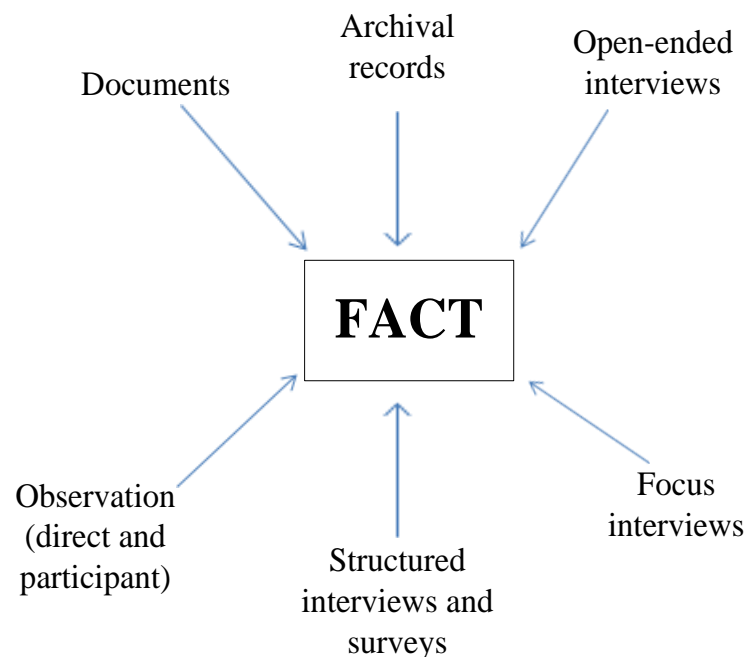 Archival
records
Open-ended
interviews
Documents
FACT
Observation
(direct and
participant)
Structured
interviews and
surveys
Focus
interviews